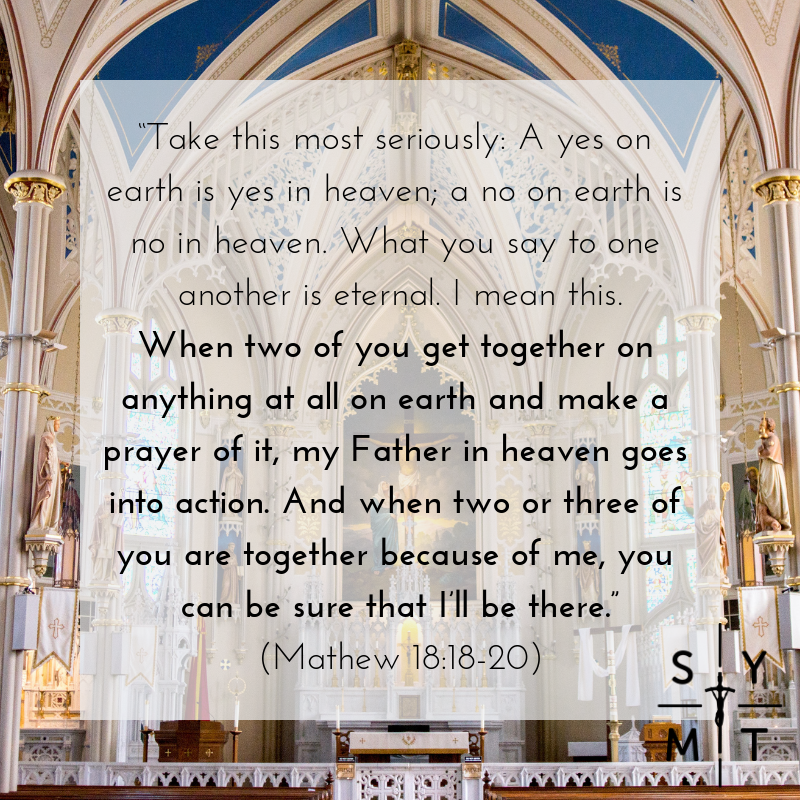 “Take this most seriously: A yes on
earth is yes in heaven; a no on earth is
no in heaven. What you say to one
another is eternal. I mean this.
When two of you get together on
anything at all on earth and make a
prayer of it, my Father in heaven goes
into action. And when two or three of
you are together because of me, you
can be sure that I’ll be there.”
(Mathew 18:18-20)
S Y
M T